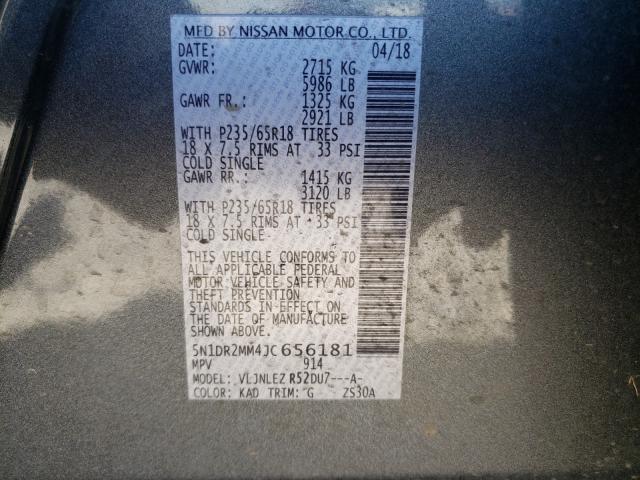 MFD BY NISSAN MOTOR CO., LTD.
DATE: 04/18
GVWR: 2715 KG
5986 LB
GAWR FR.: 1325 KG
2921 LB
WITH P235/65R18 TIRES
18 X 7.5 RIMS AT 33 PSI
COLD SINGLE
GAWR RR.: 1415 KG
3120 LB
WITH P235/65R18 TIRES
18 X 7.5 RIMS AT 33 PSI
COLD SINGLE
THIS VEHICLE CONFORMS TO
ALL APPLICABLE FEDERAL
MOTOR VEHICLE SAFETY AND
THEFT PREVENTION
STANDARDS IN EFFECT ON
THE DATE OF MANUFACTURE
SHOWN ABOVE.
5N1DR2MM4JC656181
MPV 914
MODEL: VLJNLEZ R52DU7---A-
COLOR: KAD TRIM: G ZS30A